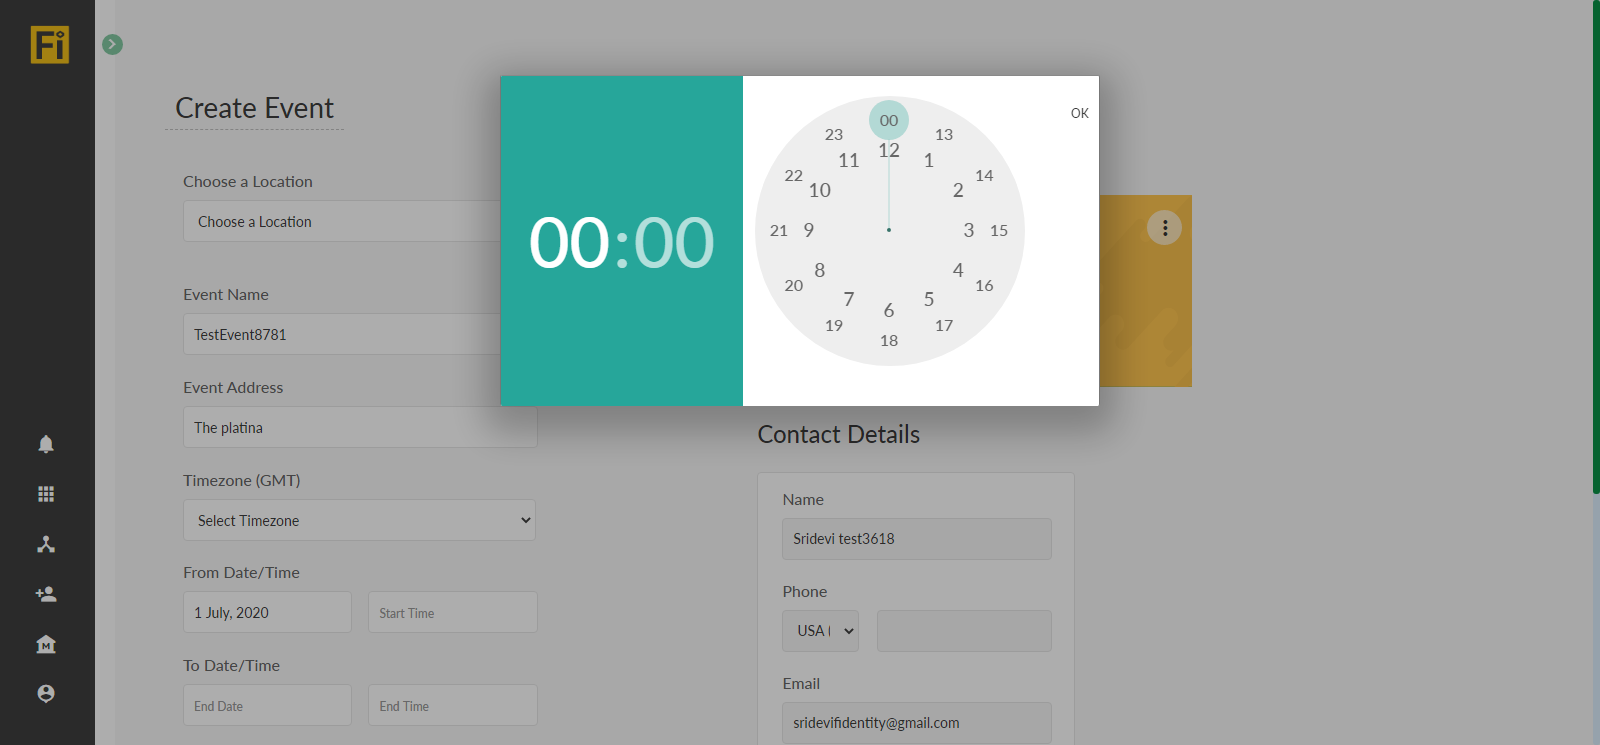 Fi
Create Event
Choose a Location
Choose a Location
Event Name
TestEvent8781
Event Address
The platina
Timezone (GMT)
Select Timezone
From Date/Time
1 July, 2020
Start Time
To Date/Time
End Date
End Time
00:00
OK
00
23
13
12
11
1
22
14
10
2
21
9
3
15
8
4
20
16
7
5
6
19
17
18
Contact Details
Name
Sridevi test3618
Phone
USA (
Email
sridevifidentity@gmail.com
M